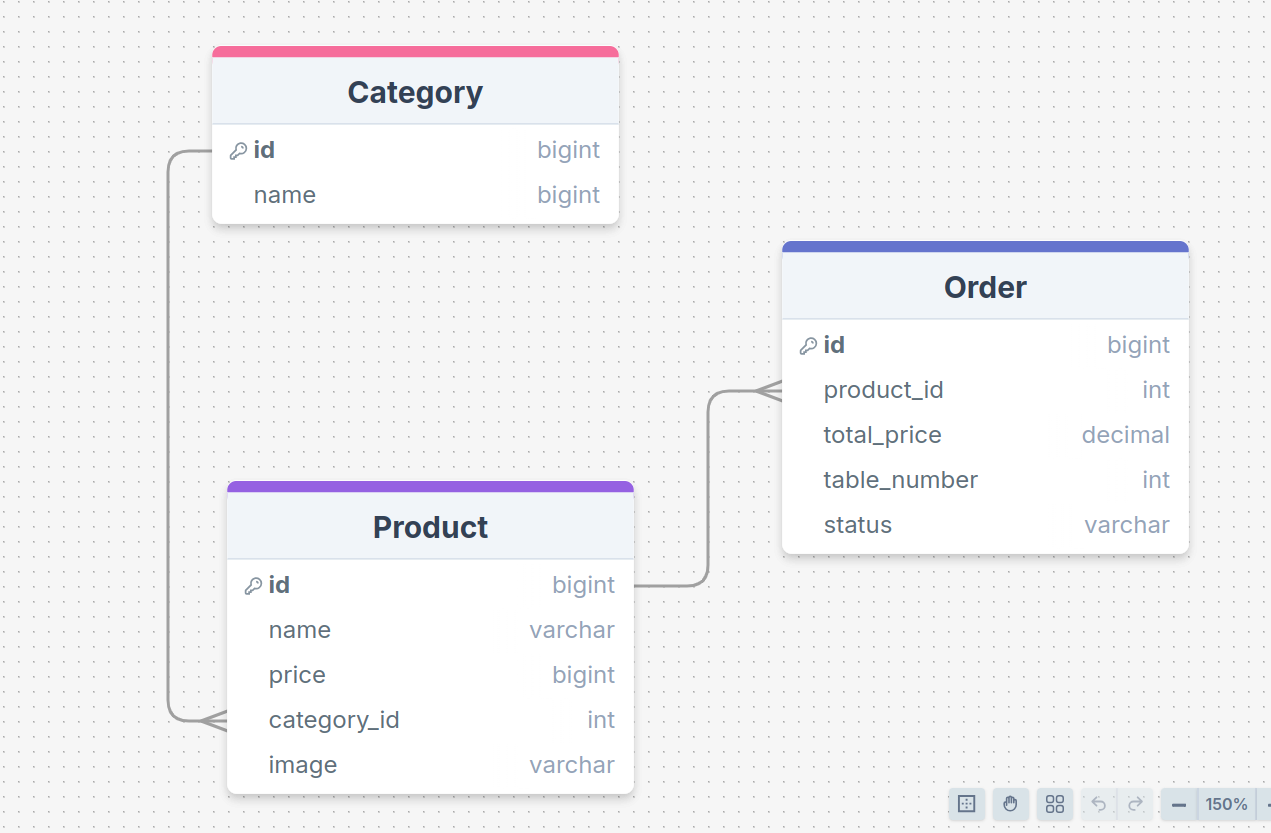 Category
id bigint
name bigint
Order
id bigint
product_id int
total_price decimal
table_number int
status varchar
Product
id bigint
name varchar
price bigint
category_id int
image varchar
150%